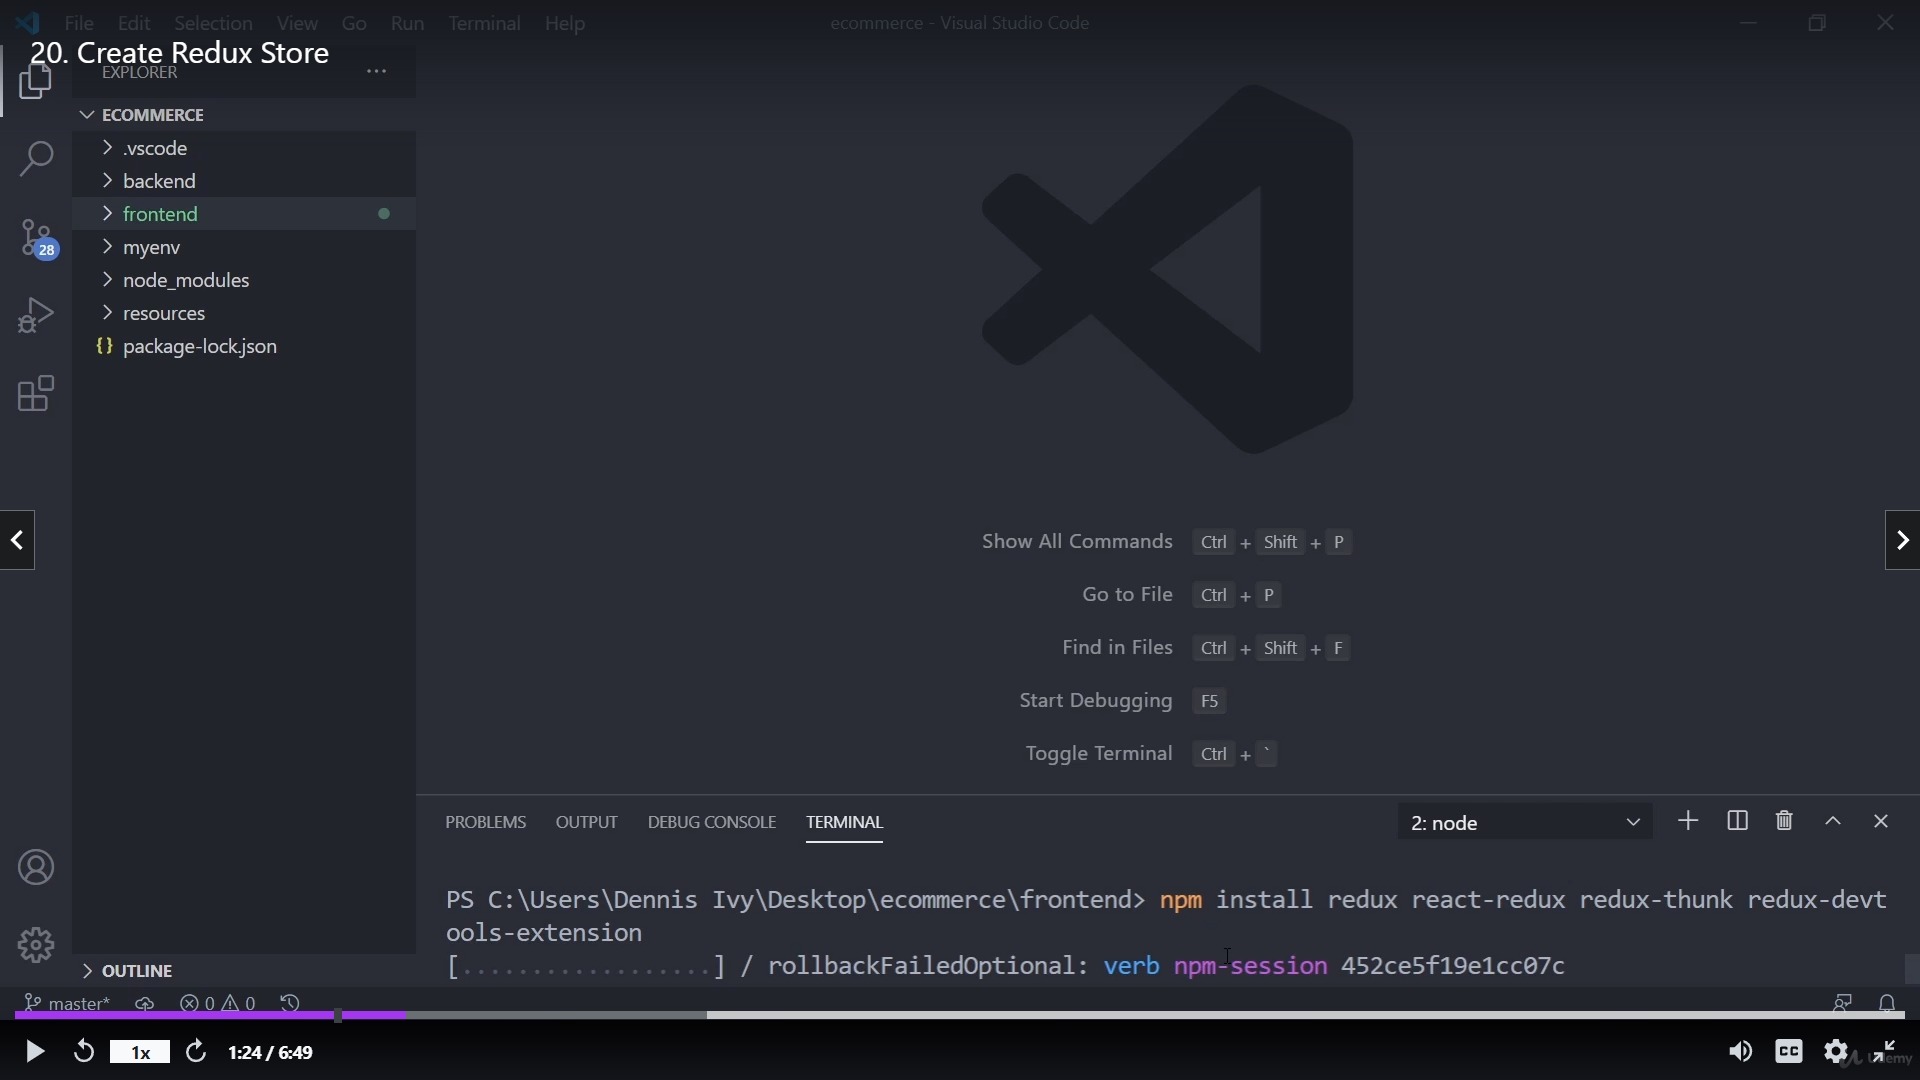 File Edit Selection View Go Run Terminal Help
ecommerce - Visual Studio Code
20. Create Redux Store
EXPLORER
ECOMMERCE
.vscode
backend
frontend
myenv
node_modules
resources
{} package-lock.json
28
Show All Commands Ctrl + Shift + P
Go to File Ctrl + P
Find in Files Ctrl + Shift + F
Start Debugging F5
Toggle Terminal Ctrl + `
PROBLEMS OUTPUT DEBUG CONSOLE TERMINAL
2: node
PS C:\Users\Dennis Ivy\Desktop\ecommerce\frontend> npm install redux react-redux redux-thunk redux-devt
ools-extension
[..................] / rollbackFailedOptional: verb npm-session 452ce5f19e1cc07c
OUTLINE
master* 0 0
1x 1:24 / 6:49
CC
Udemy